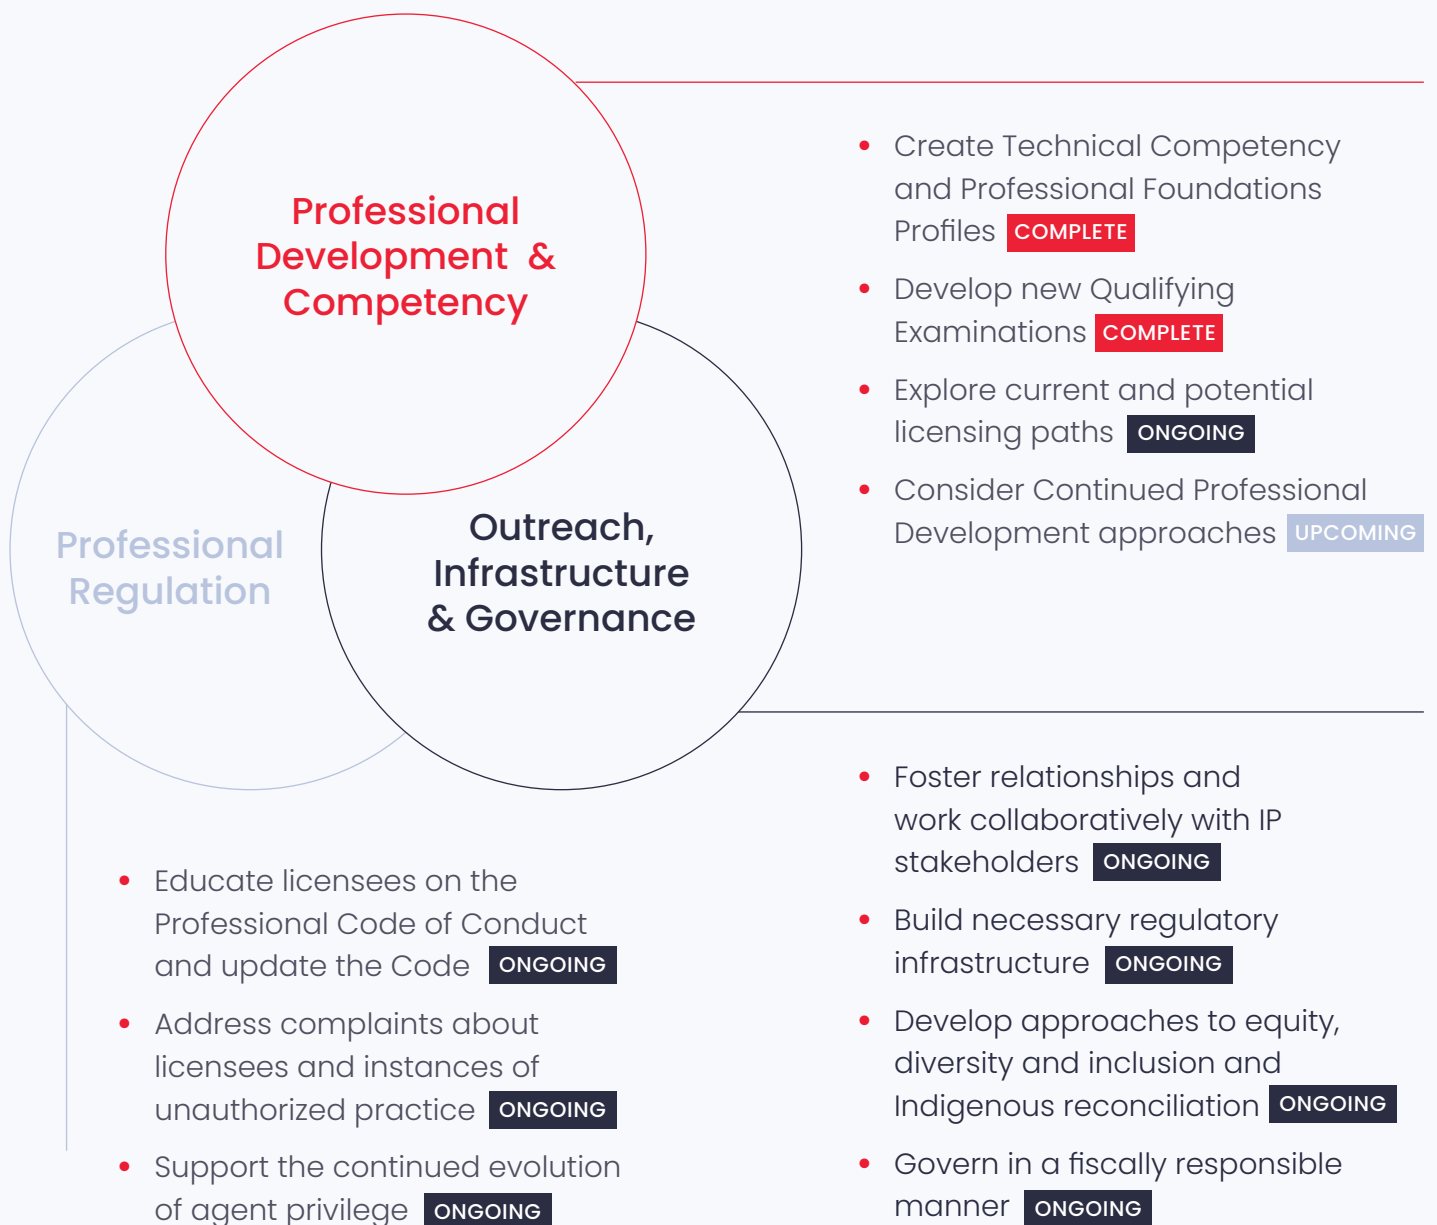 Professional
Development &
Competency
Professional
Regulation
Outreach,
Infrastructure
& Governance
• Create Technical Competency
and Professional Foundations
Profiles COMPLETE
• Develop new Qualifying
Examinations COMPLETE
• Explore current and potential
licensing paths ONGOING
• Consider Continued Professional
Development approaches UPCOMING
• Foster relationships and
work collaboratively with IP
stakeholders ONGOING
• Build necessary regulatory
infrastructure ONGOING
• Develop approaches to equity,
diversity and inclusion and
Indigenous reconciliation ONGOING
• Govern in a fiscally responsible
manner ONGOING
• Educate licensees on the
Professional Code of Conduct
and update the Code ONGOING
• Address complaints about
licensees and instances of
unauthorized practice ONGOING
• Support the continued evolution
of agent privilege ONGOING